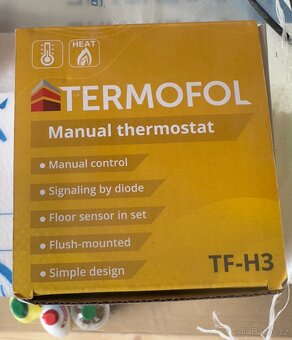 HEAT
TERMOFOL
Manual thermostat
• Manual control
• Signaling by diode
• Floor sensor in set
• Flush-mounted
• Simple design
TF-H3